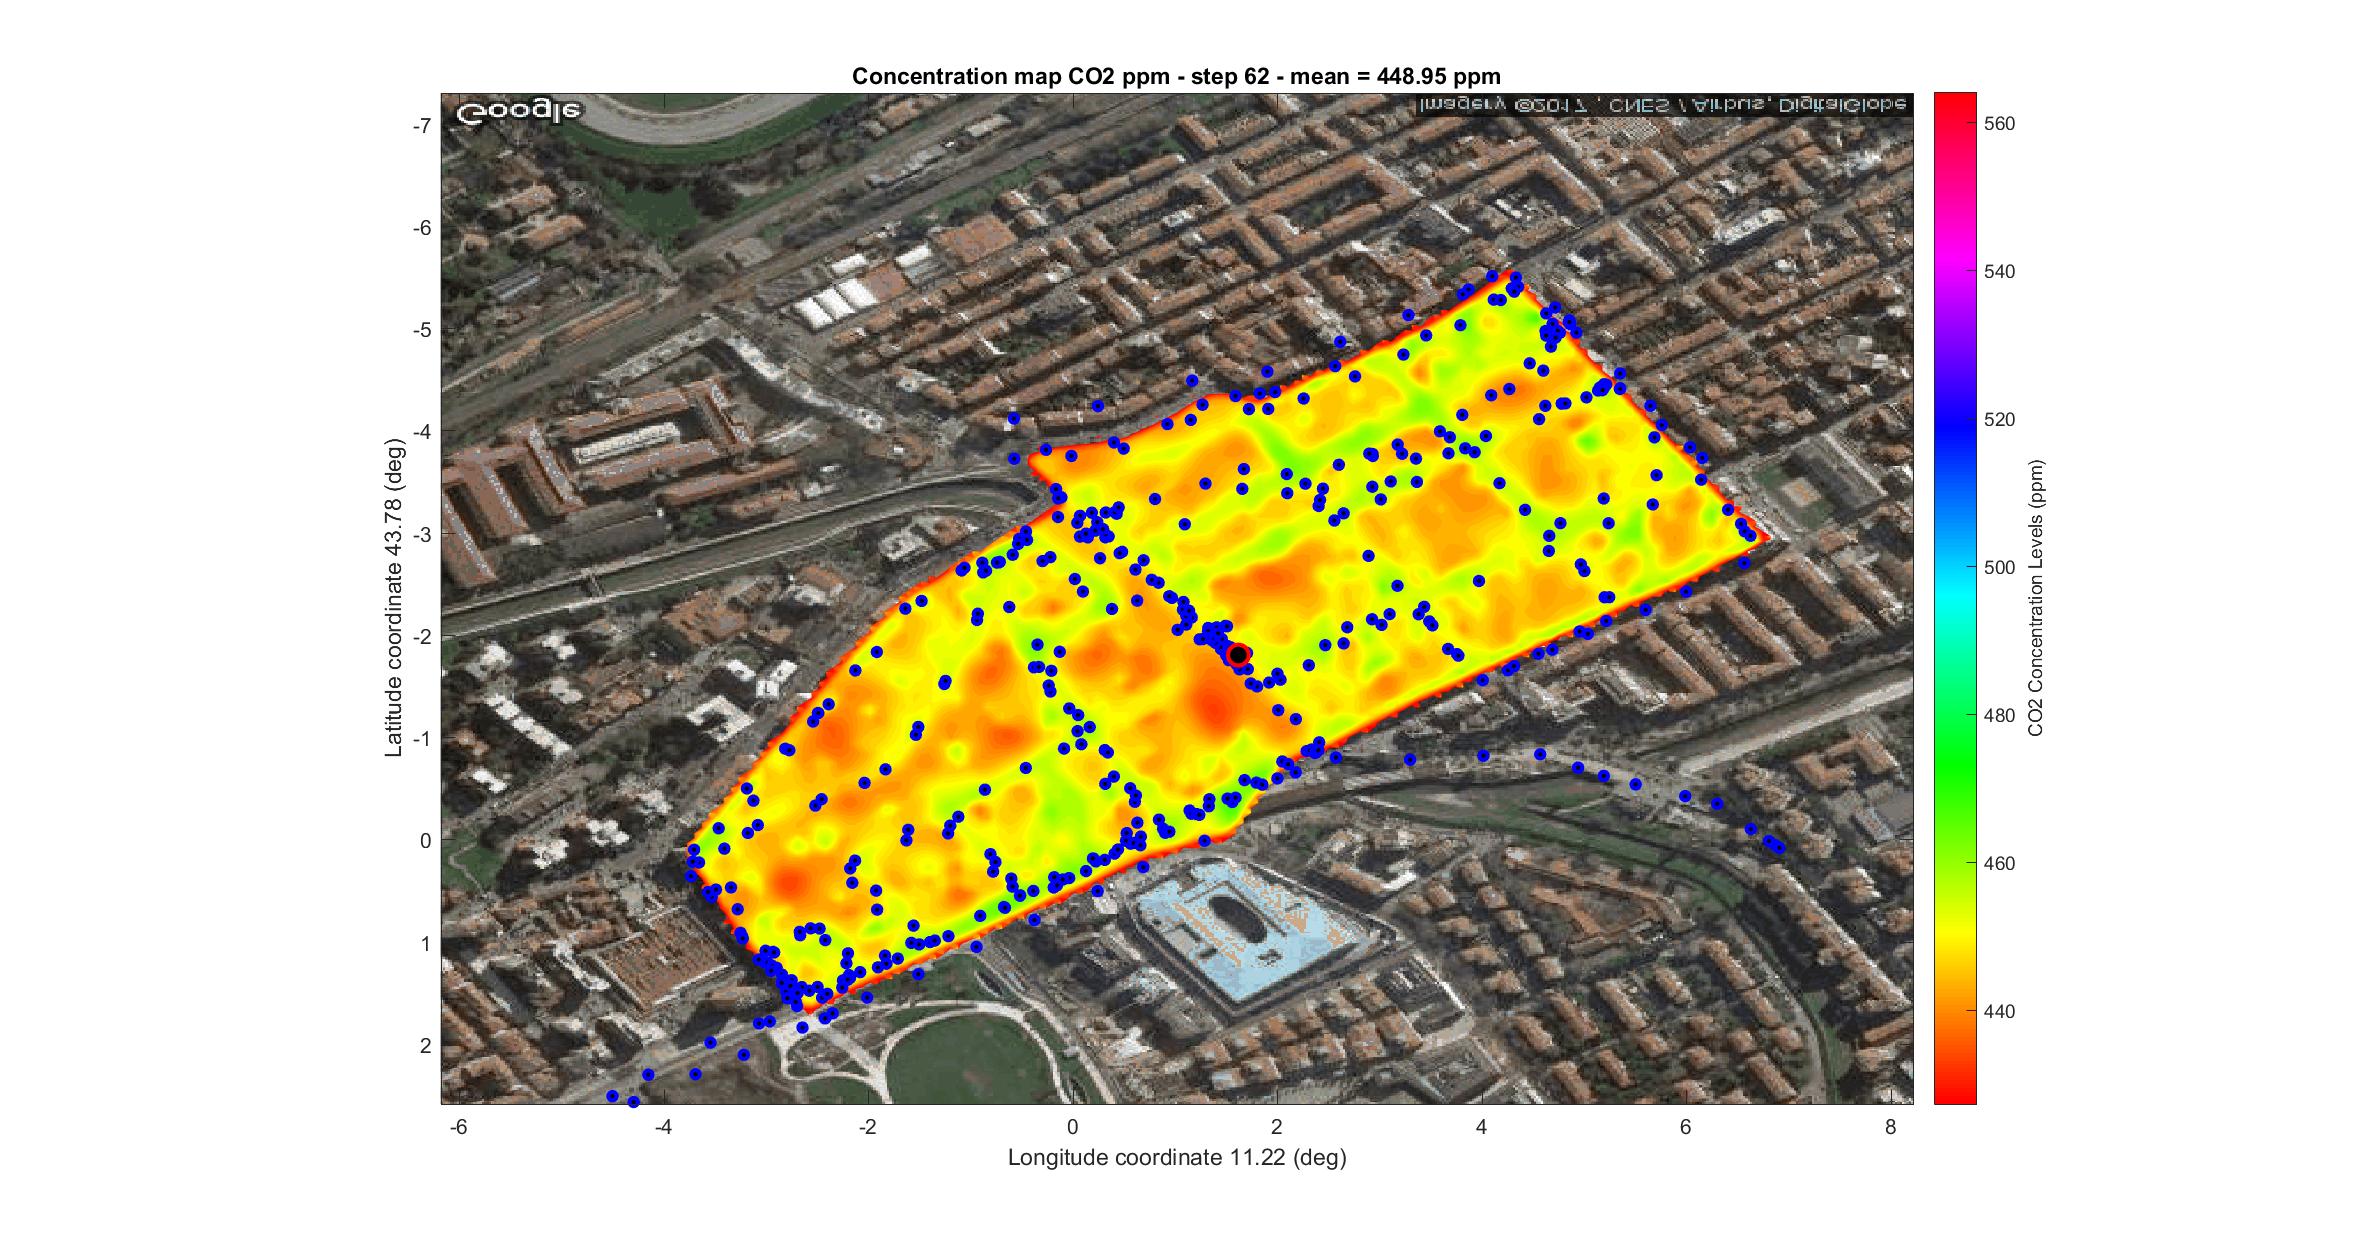 Concentration map CO2 ppm - step 62 - mean = 448.95 ppm
Google
Imagery ©2017 , CNES / Airbus, DigitalGlobe
-7
-6
-5
-4
-3
-2
-1
0
1
2
Latitude coordinate 43.78 (deg)
-6 -4 -2 0 2 4 6 8
Longitude coordinate 11.22 (deg)
560
540
520
500
480
460
440
CO2 Concentration Levels (ppm)